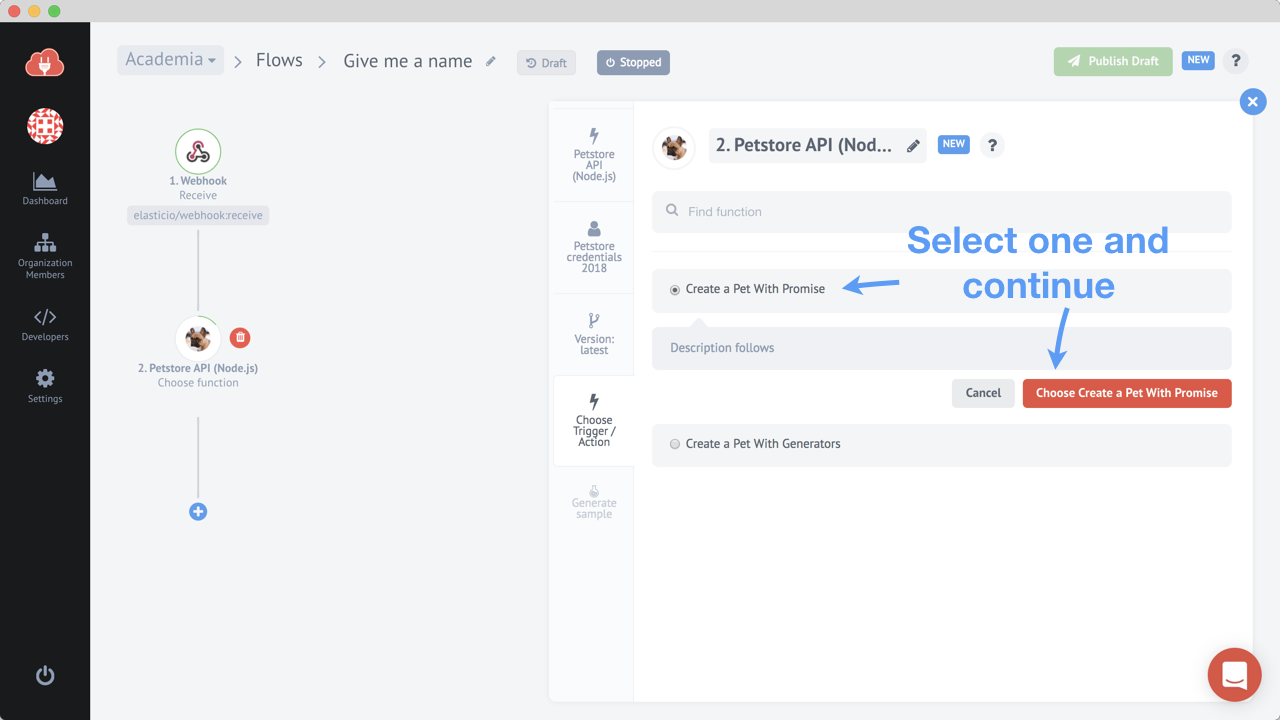 Academia
Flows
Give me a name
Draft
Stopped
Publish Draft
NEW
?
Dashboard
Organization
Members
Developers
Settings
1. Webhook
Receive
elasticio/webhook:receive
2. Petstore API (Node.js)
Choose function
Petstore
API
(Node.js)
Petstore
credentials
2018
Version:
latest
Choose
Trigger /
Action
Generate
sample
2. Petstore API (Nod...
NEW
?
Find function
Select one and
continue
Create a Pet With Promise
Description follows
Cancel
Choose Create a Pet With Promise
Create a Pet With Generators